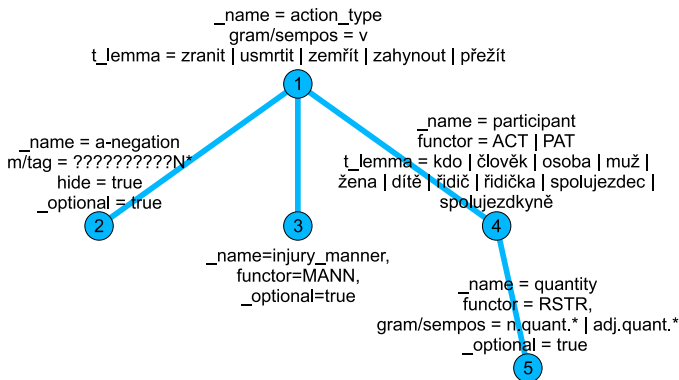 _name = action_type
gram/sempos = v
t_lemma = zranit | usmrtit | zemřít | zahynout | přežít
1
_name = a-negation
m/tag = ??????????N*
hide = true
_optional = true
2
_name=injury_manner,
functor=MANN,
_optional=true
3
_name = participant
functor = ACT | PAT
t_lemma = kdo | člověk | osoba | muž |
žena | dítě | řidič | řidička | spolujezdec |
spolujezdkyně
4
_name = quantity
functor = RSTR,
gram/sempos = n.quant.* | adj.quant.*
_optional = true
5